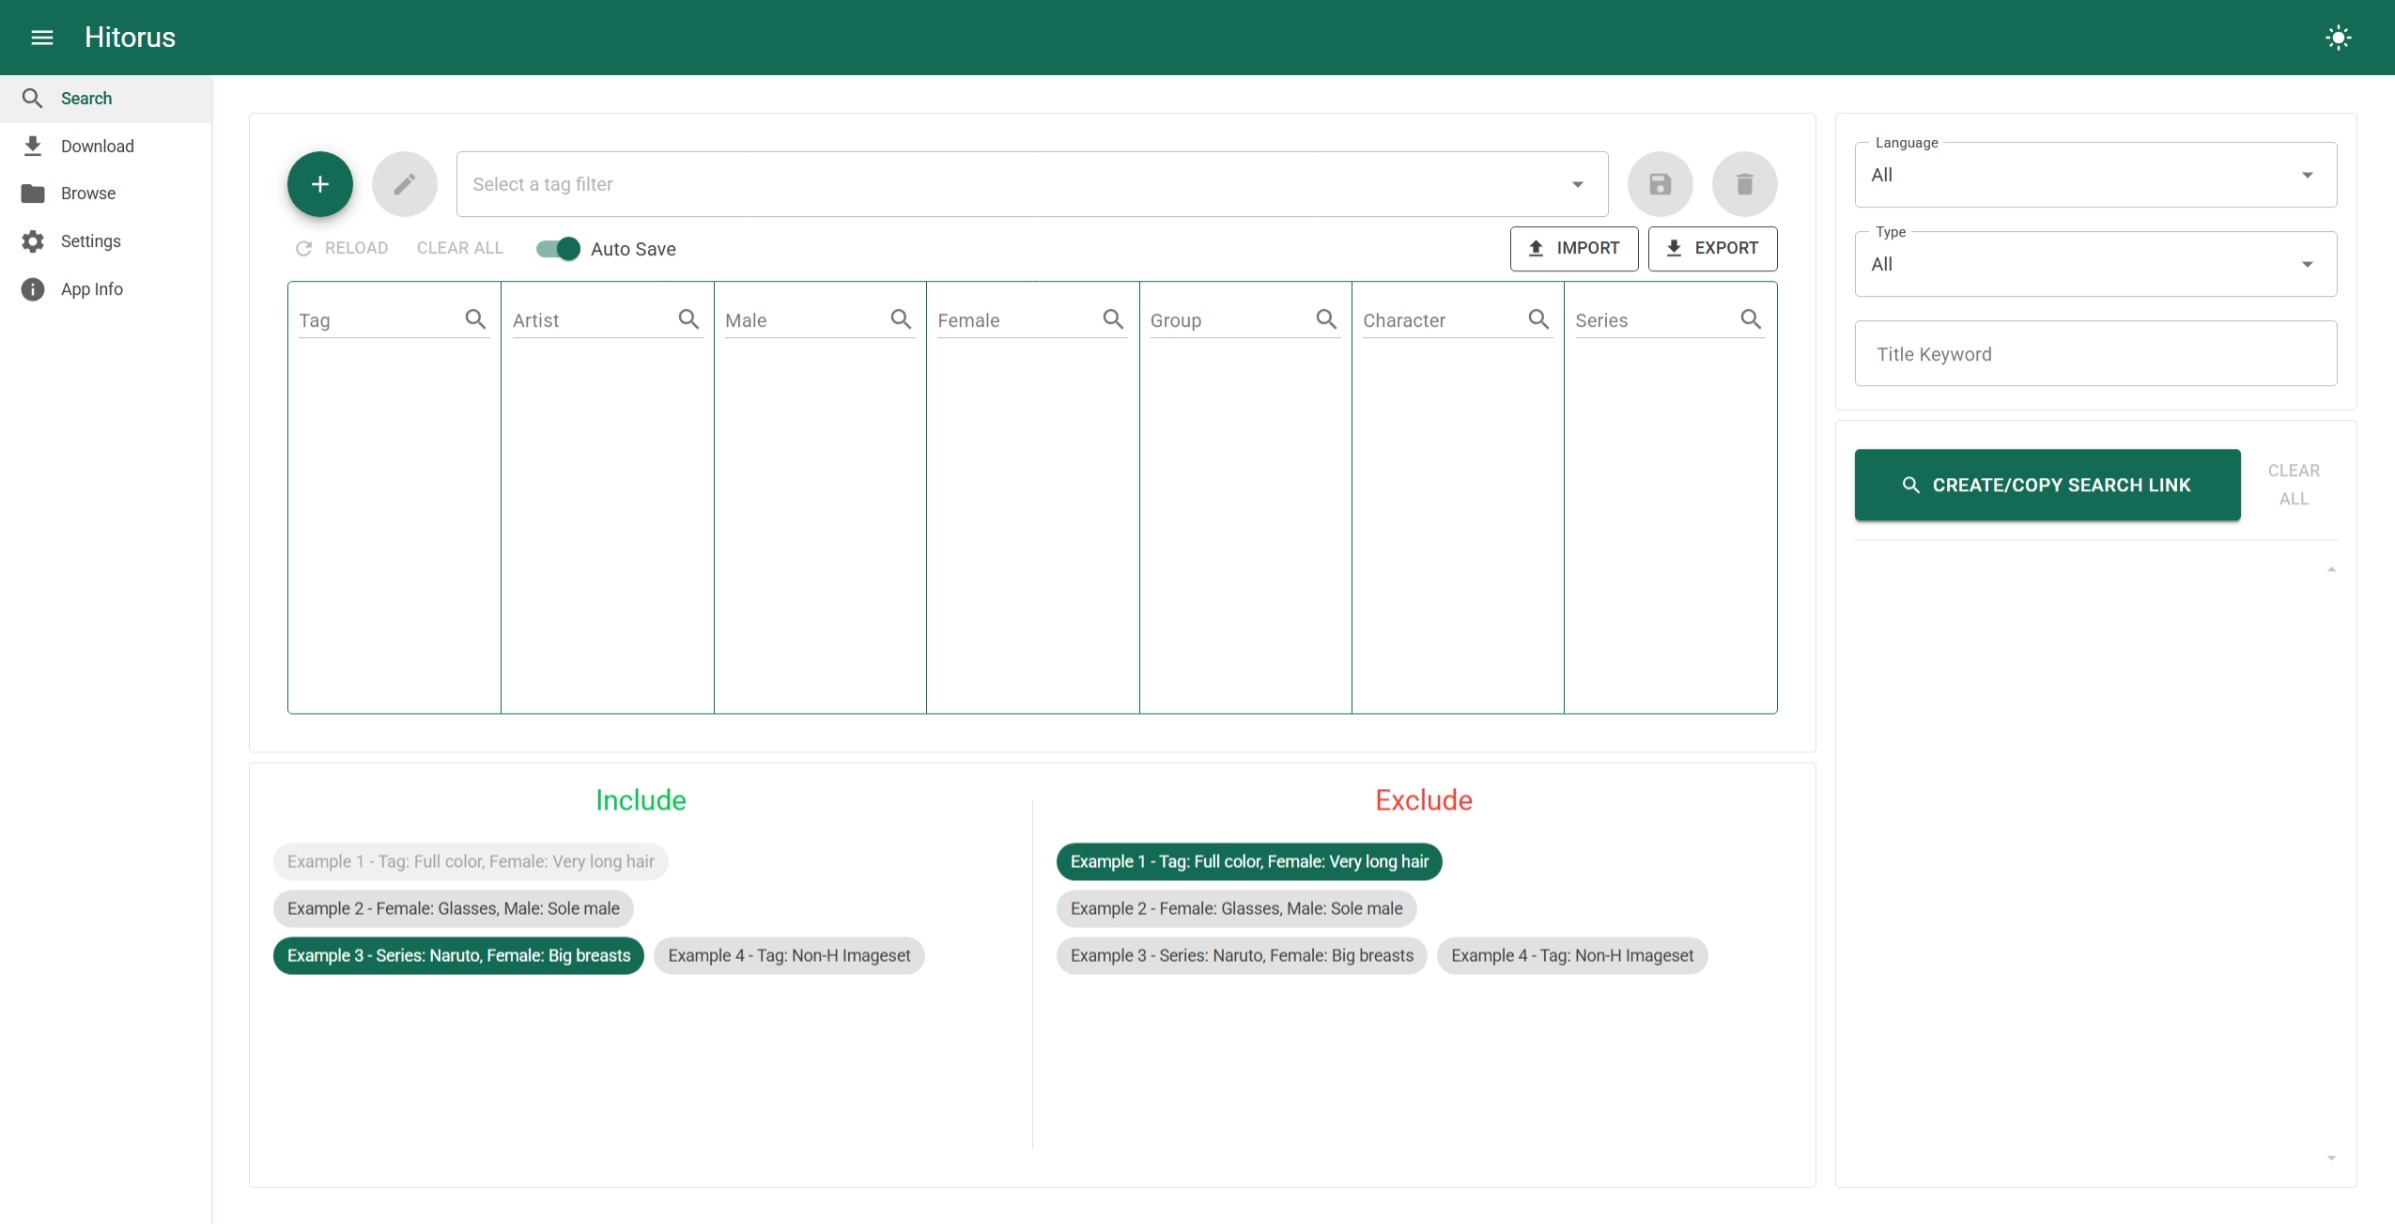 Hitorus
Search
Download
Browse
Settings
App Info
Select a tag filter
RELOAD
CLEAR ALL
Auto Save
IMPORT
EXPORT
Tag
Artist
Male
Female
Group
Character
Series
Include
Example 1 - Tag: Full color, Female: Very long hair
Example 2 - Female: Glasses, Male: Sole male
Example 3 - Series: Naruto, Female: Big breasts
Example 4 - Tag: Non-H Imageset
Exclude
Example 1 - Tag: Full color, Female: Very long hair
Example 2 - Female: Glasses, Male: Sole male
Example 3 - Series: Naruto, Female: Big breasts
Example 4 - Tag: Non-H Imageset
Language
All
Type
All
Title Keyword
CREATE/COPY SEARCH LINK
CLEAR
ALL